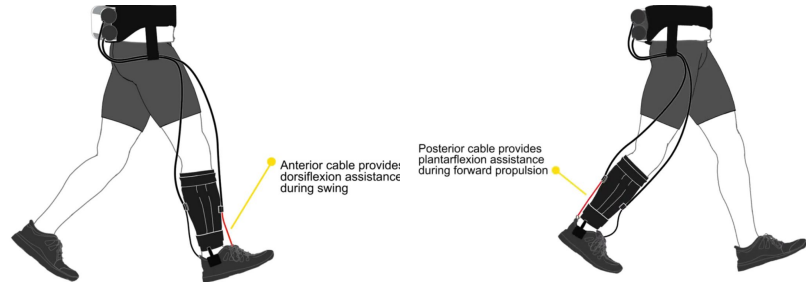 Anterior cable provides
dorsiflexion assistance
during swing
Posterior cable provides
plantarflexion assistance
during forward propulsion